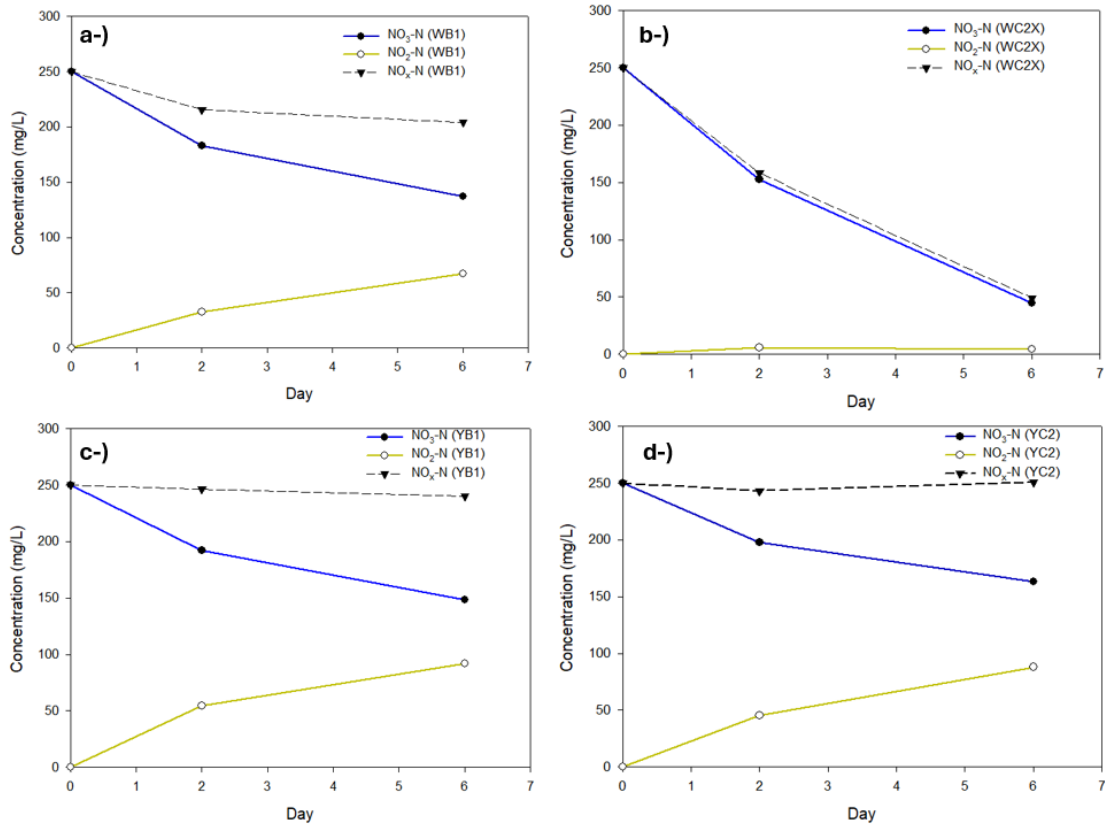 a-)
NO₃-N (WB1)
NO₂-N (WB1)
NOₓ-N (WB1)
300
250
200
150
100
50
0
Concentration (mg/L)
0 1 2 3 4 5 6 7
Day
b-)
NO₃-N (WC2X)
NO₂-N (WC2X)
NOₓ-N (WC2X)
300
250
200
150
100
50
0
Concentration (mg/L)
0 1 2 3 4 5 6 7
Day
c-)
NO₃-N (YB1)
NO₂-N (YB1)
NOₓ-N (YB1)
300
250
200
150
100
50
0
Concentration (mg/L)
0 1 2 3 4 5 6 7
Day
d-)
NO₃-N (YC2)
NO₂-N (YC2)
NOₓ-N (YC2)
300
250
200
150
100
50
0
Concentration (mg/L)
0 1 2 3 4 5 6 7
Day